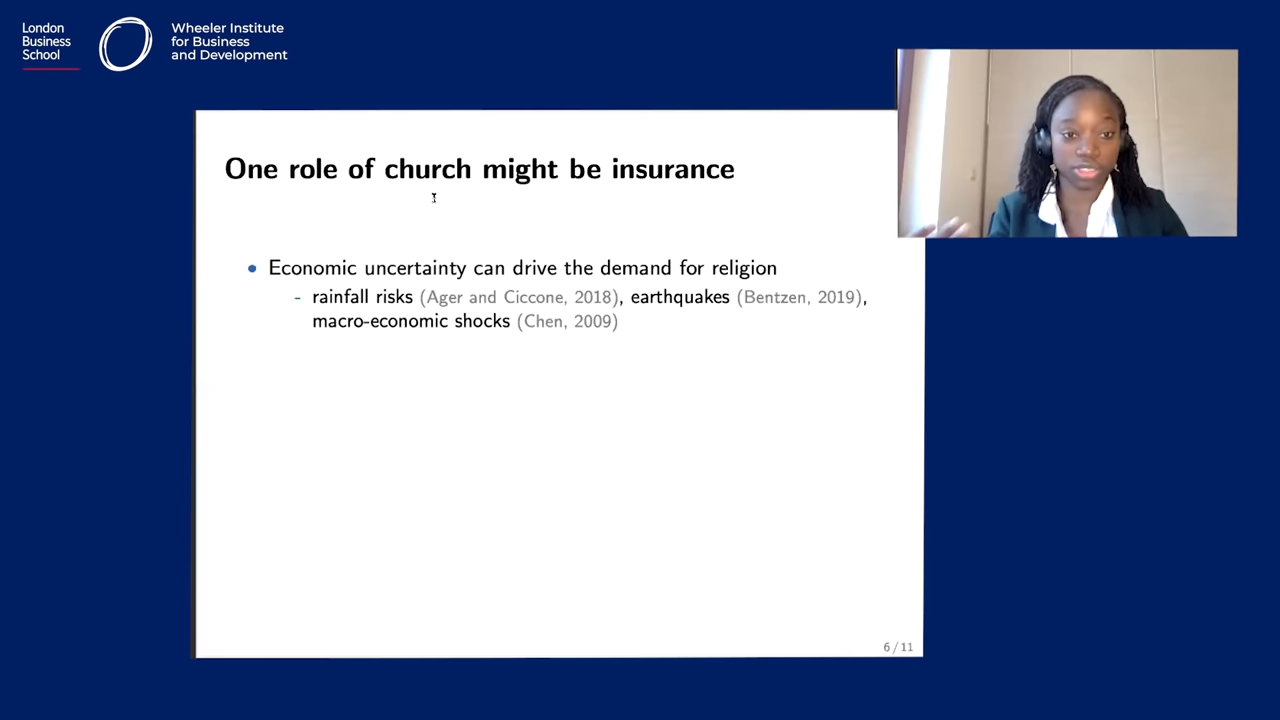 London
Business
School
Wheeler Institute
for Business
and Development
One role of church might be insurance
• Economic uncertainty can drive the demand for religion
- rainfall risks (Ager and Ciccone, 2018), earthquakes (Bentzen, 2019),
macro-economic shocks (Chen, 2009)
6 / 11